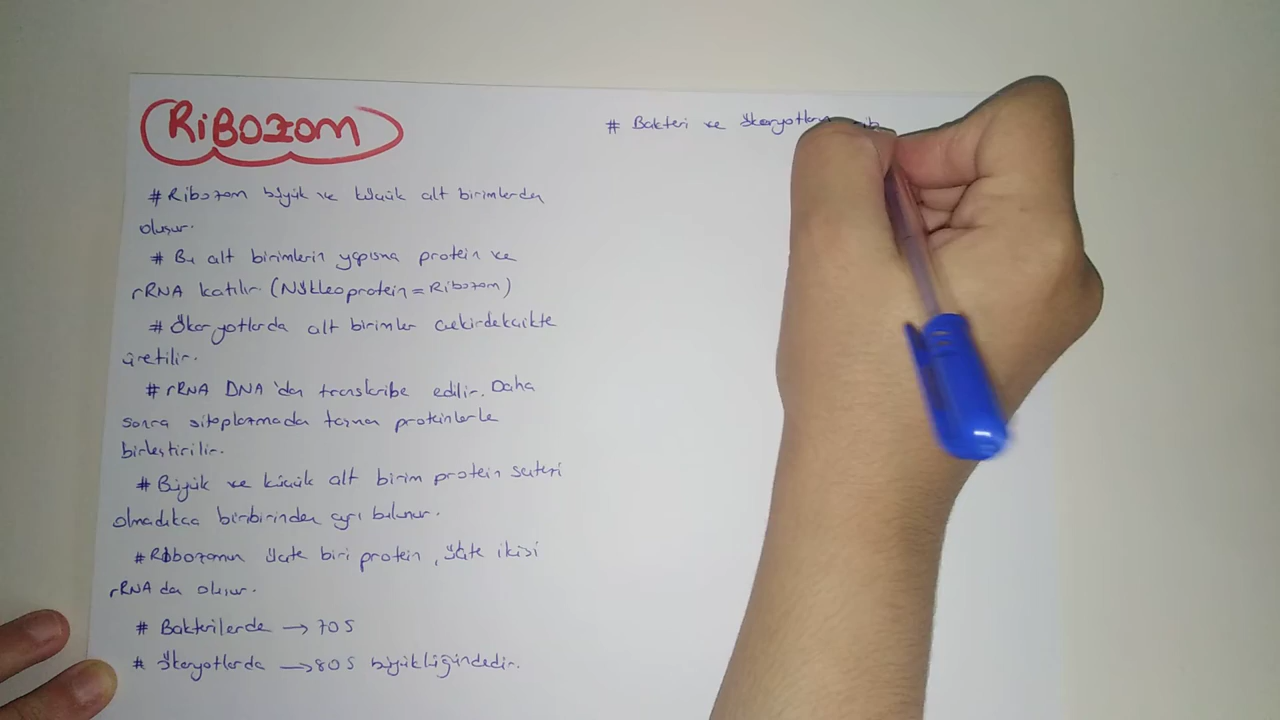 RiBOZOM
# Ribozom büyük ve küçük alt birimlerden
oluşur.
# Bu alt birimlerin yapısına protein ve
rRNA katılır. (Nükleoprotein = Ribozom)
# Ökaryotlarda alt birimler çekirdekçikte
üretilir.
# rRNA DNA'dan transkribe edilir. Daha
sonra sitoplazmada proteinlerle
birleştirilir.
# Büyük ve küçük alt birim protein sentezi
olmadıkça biribirinden ayrı bulunur.
# Ribozomun üçte biri protein, üçte ikisi
rRNA dan oluşur.
# Bakterilerde → 70 S
# Ökaryotlarda → 80 S büyüklüğündedir.
# Bakteri ve ökaryotların rib